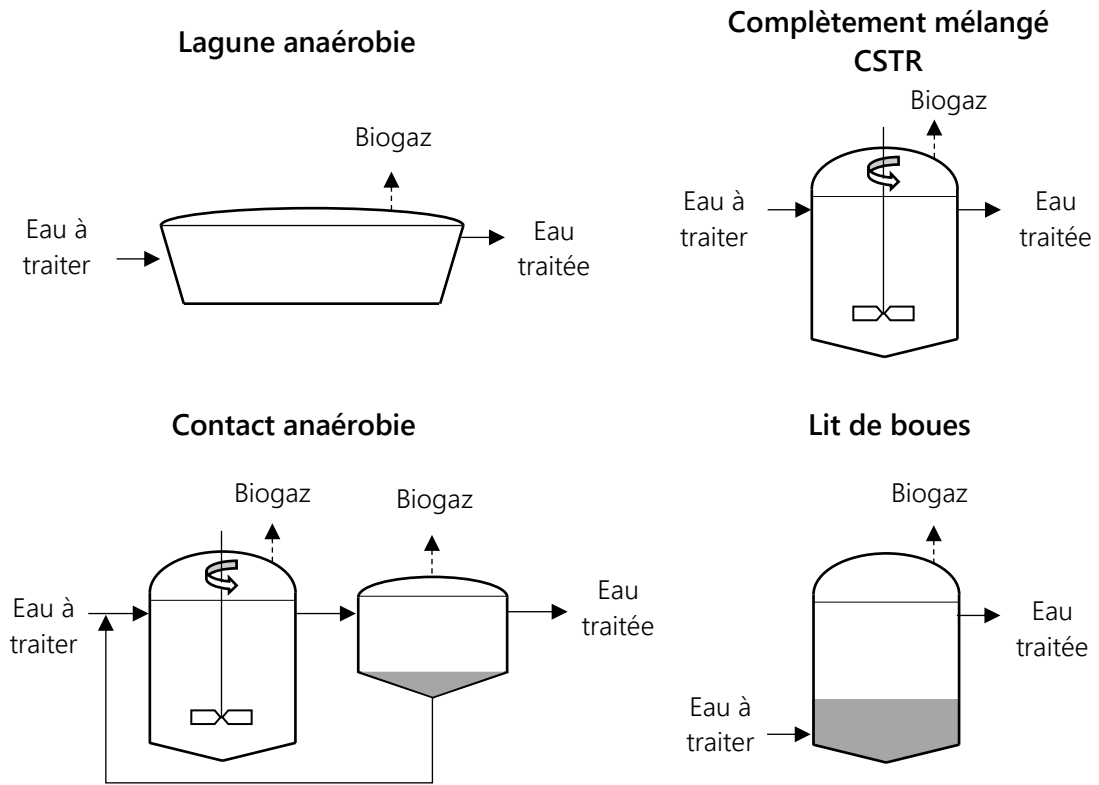 Lagune anaérobie
Biogaz
Eau à
traiter
Eau
traitée
Complètement mélangé
CSTR
Biogaz
Eau à
traiter
Eau
traitée
Contact anaérobie
Biogaz
Biogaz
Eau à
traiter
Eau
traitée
Lit de boues
Biogaz
Eau
traitée
Eau à
traiter